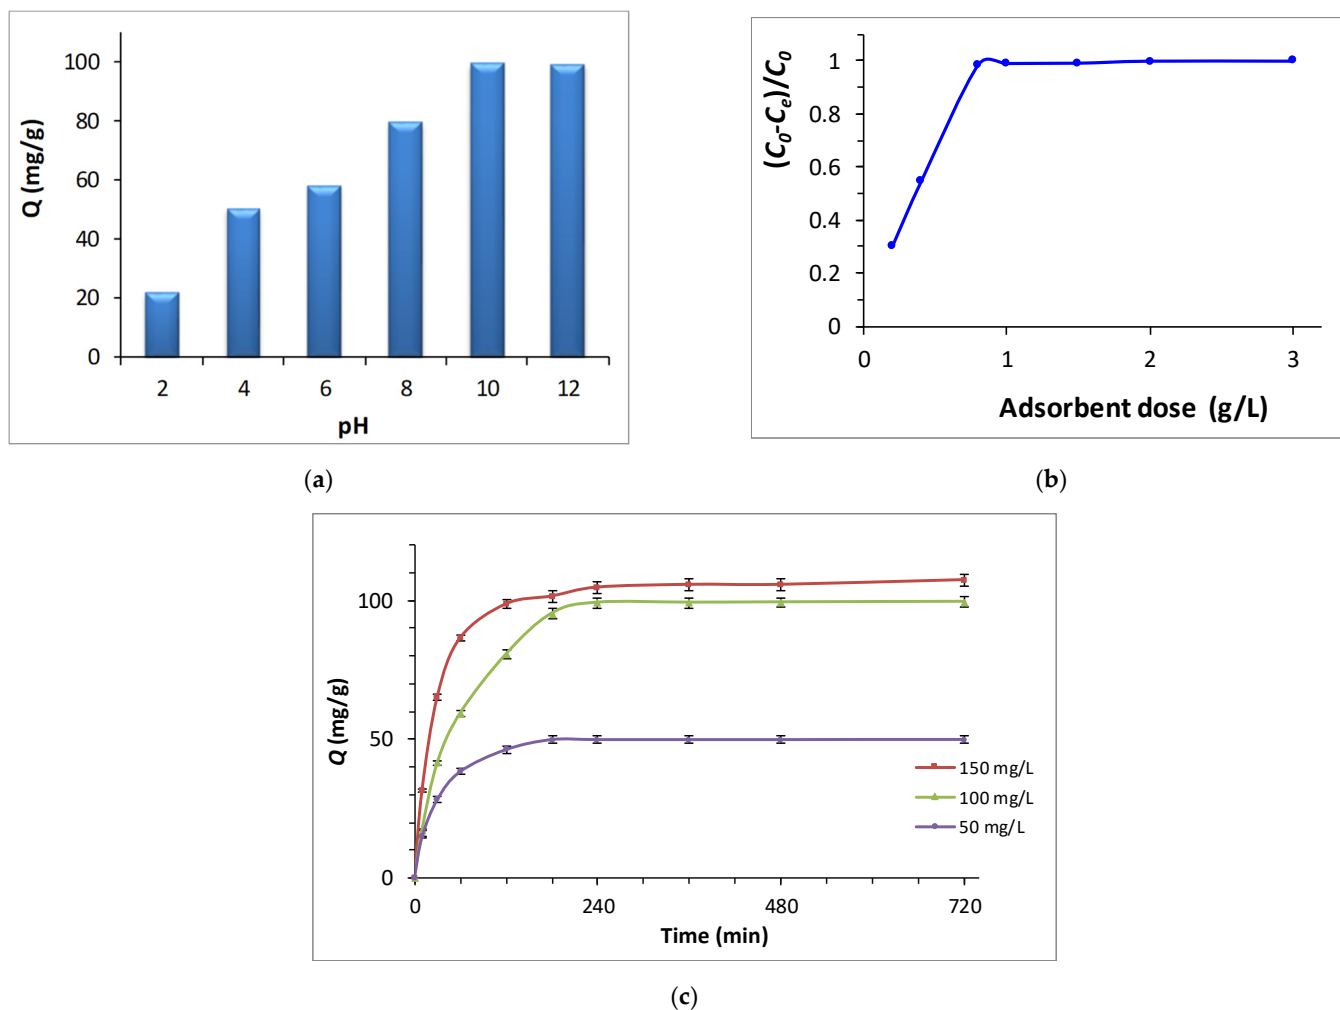 Q (mg/g)
100
80
60
40
20
0
2 4 6 8 10 12
pH
(a)
(C0-Ce)/C0
1
0.8
0.6
0.4
0.2
0
0 1 2 3
Adsorbent dose (g/L)
(b)
Q (mg/g)
100
50
0
150 mg/L
100 mg/L
50 mg/L
0 240 480 720
Time (min)
(c)